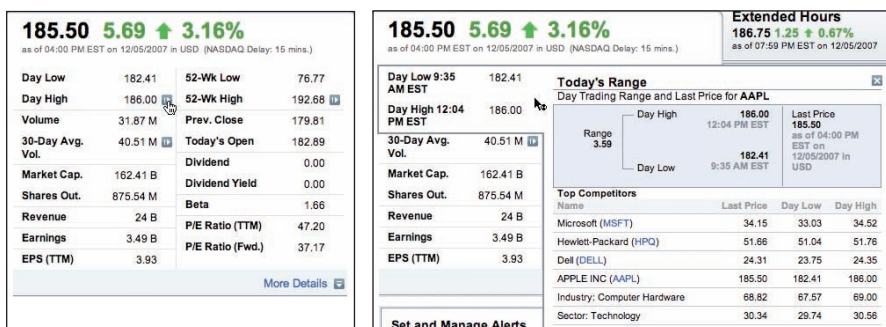 185.50 5.69 3.16%
as of 04:00 PM EST on 12/05/2007 in USD (NASDAQ Delay: 15 mins.)
Day Low 182.41 52-Wk Low 76.77
Day High 186.00 52-Wk High 192.68
Volume 31.87 M Prev. Close 179.81
30-Day Avg. Vol. 40.51 M Today's Open 182.89
Dividend 0.00
Market Cap. 162.41 B Dividend Yield 0.00
Shares Out. 875.54 M Beta 1.66
Revenue 24 B P/E Ratio (TTM) 47.20
Earnings 3.49 B P/E Ratio (Fwd.) 37.17
EPS (TTM) 3.93
More Details
185.50 5.69 3.16%
as of 04:00 PM EST on 12/05/2007 in USD (NASDAQ Delay: 15 mins.)
Extended Hours
186.75 1.25 0.67%
as of 07:59 PM EST on 12/05/2007
Day Low 9:35 AM EST 182.41
Day High 12:04 PM EST 186.00
30-Day Avg. Vol. 40.51 M
Market Cap. 162.41 B
Shares Out. 875.54 M
Revenue 24 B
Earnings 3.49 B
EPS (TTM) 3.93
Set and Manage Alerts
Today's Range
Day Trading Range and Last Price for AAPL
Day High 186.00
12:04 PM EST
Range
3.59
182.41
Day Low 9:35 AM EST
Last Price
185.50
as of 04:00 PM
EST on
12/05/2007 in
USD
Top Competitors
Name Last Price Day Low Day High
Microsoft (MSFT) 34.15 33.03 34.52
Hewlett-Packard (HPQ) 51.66 51.04 51.76
Dell (DELL) 24.31 23.75 24.35
APPLE INC (AAPL) 185.50 182.41 186.00
Industry: Computer Hardware 68.82 67.57 69.00
Sector: Technology 30.34 29.74 30.56